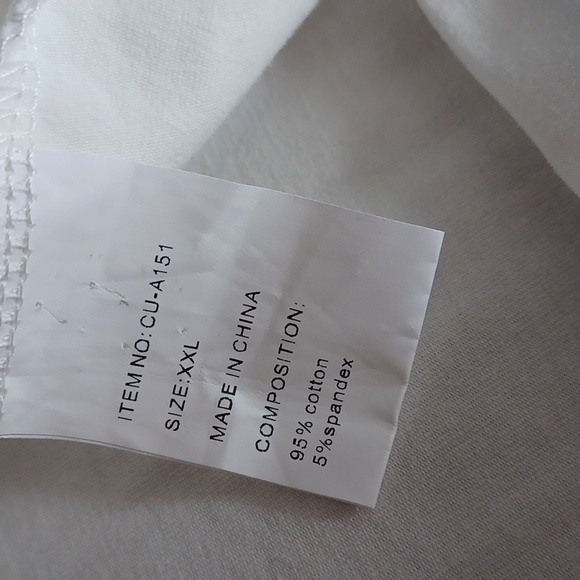 ITEM NO:CU-A151
SIZE:XXL
MADE IN CHINA
COMPOSITION:
95% cotton
5%spandex